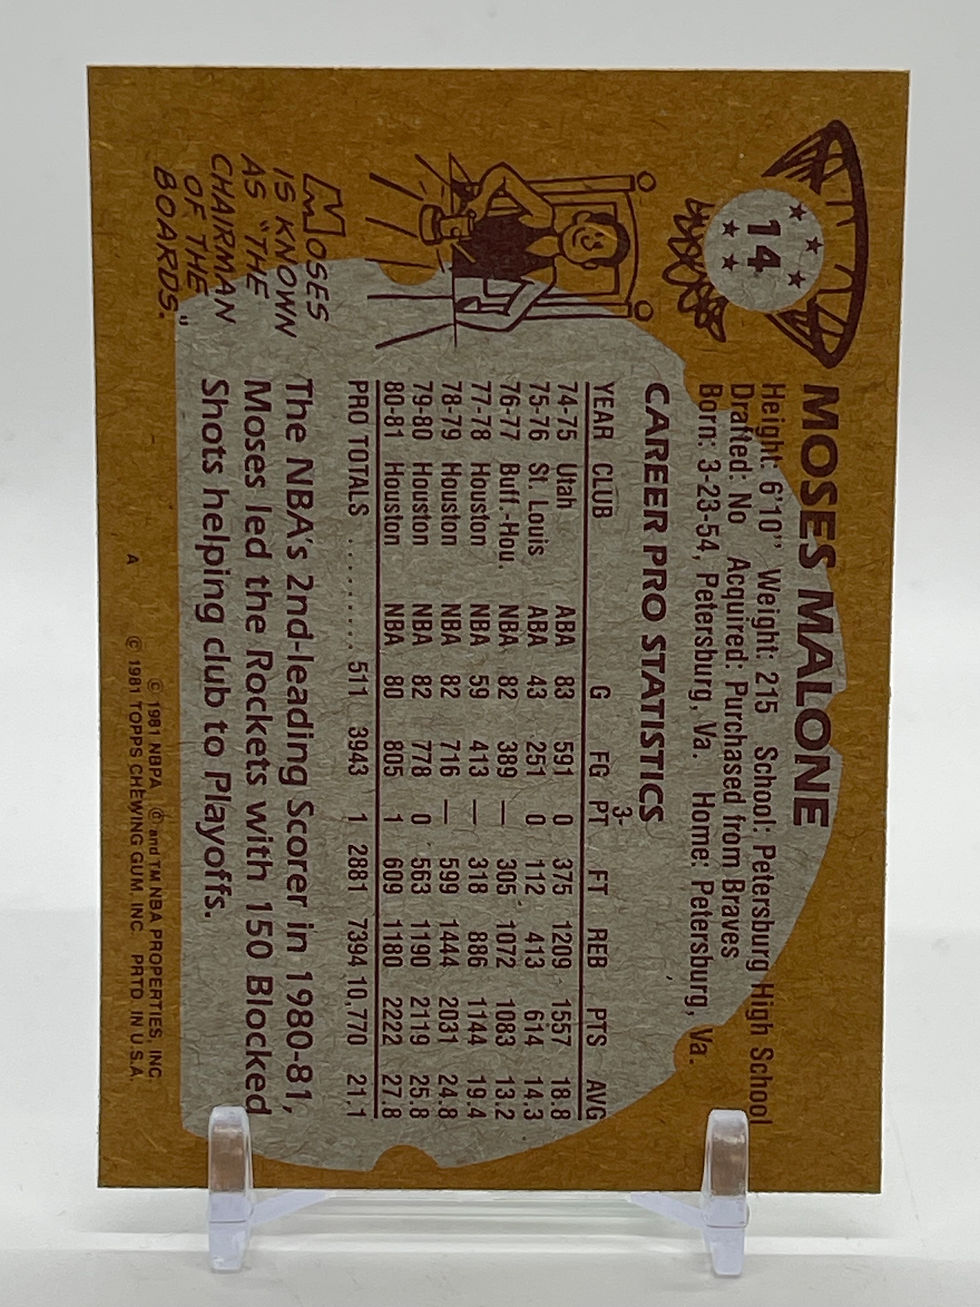 14
MOSES MALONE
Height: 6'10" Weight: 215 School: Petersburg High School
Drafted: No Acquired: Purchased from Braves
Born: 3-23-54, Petersburg, Va. Home: Petersburg, Va.
CAREER PRO STATISTICS
3-
YEAR CLUB G FG PT FT REB PTS AVG
74-75 Utah ABA 83 591 0 375 1209 1557 18.8
75-76 St. Louis ABA 43 251 0 112 413 614 14.3
76-77 Buff.-Hou. NBA 82 389 — 305 1072 1083 13.2
77-78 Houston NBA 59 413 — 318 886 1144 19.4
78-79 Houston NBA 82 716 — 599 1444 2031 24.8
79-80 Houston NBA 82 778 0 563 1190 2119 25.8
80-81 Houston NBA 80 805 1 609 1180 2222 27.8
PRO TOTALS .......... 511 3943 1 2881 7394 10,770 21.1
MOSES
IS KNOWN
AS "THE
CHAIRMAN
OF THE
BOARDS."
The NBA's 2nd-leading Scorer in 1980-81,
Moses led the Rockets with 150 Blocked
Shots helping club to Playoffs.
© 1981 NBPA © and TM NBA PROPERTIES, INC.
A © 1981 TOPPS CHEWING GUM, INC. PRTD. IN U.S.A.